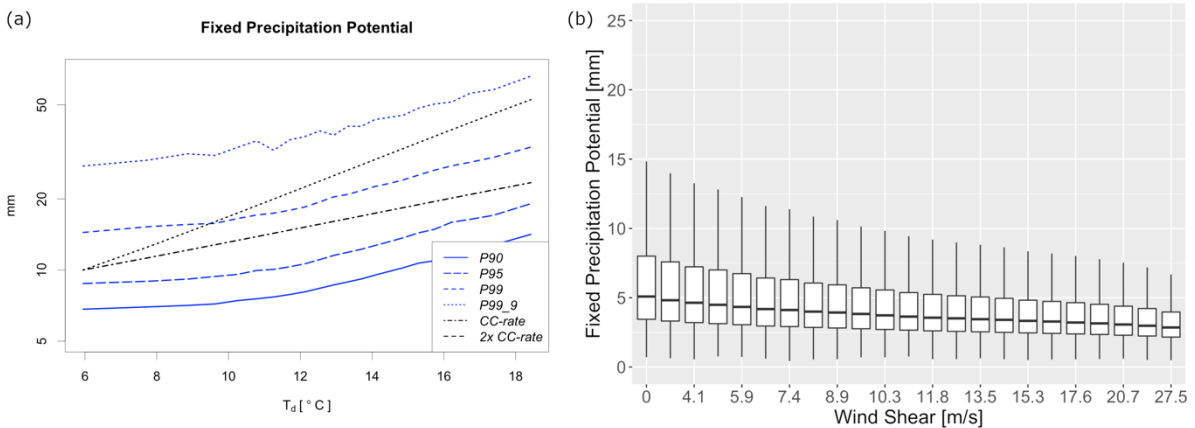 (a)
Fixed Precipitation Potential
mm
50
20
10
5
6 8 10 12 14 16 18
T_d [ ° C ]
P90
P95
P99
P99_9
CC-rate
2x CC-rate
(b)
Fixed Precipitation Potential [mm]
25
20
15
10
5
0
0 4.1 5.9 7.4 8.9 10.3 11.8 13.5 15.3 17.6 20.7 27.5
Wind Shear [m/s]